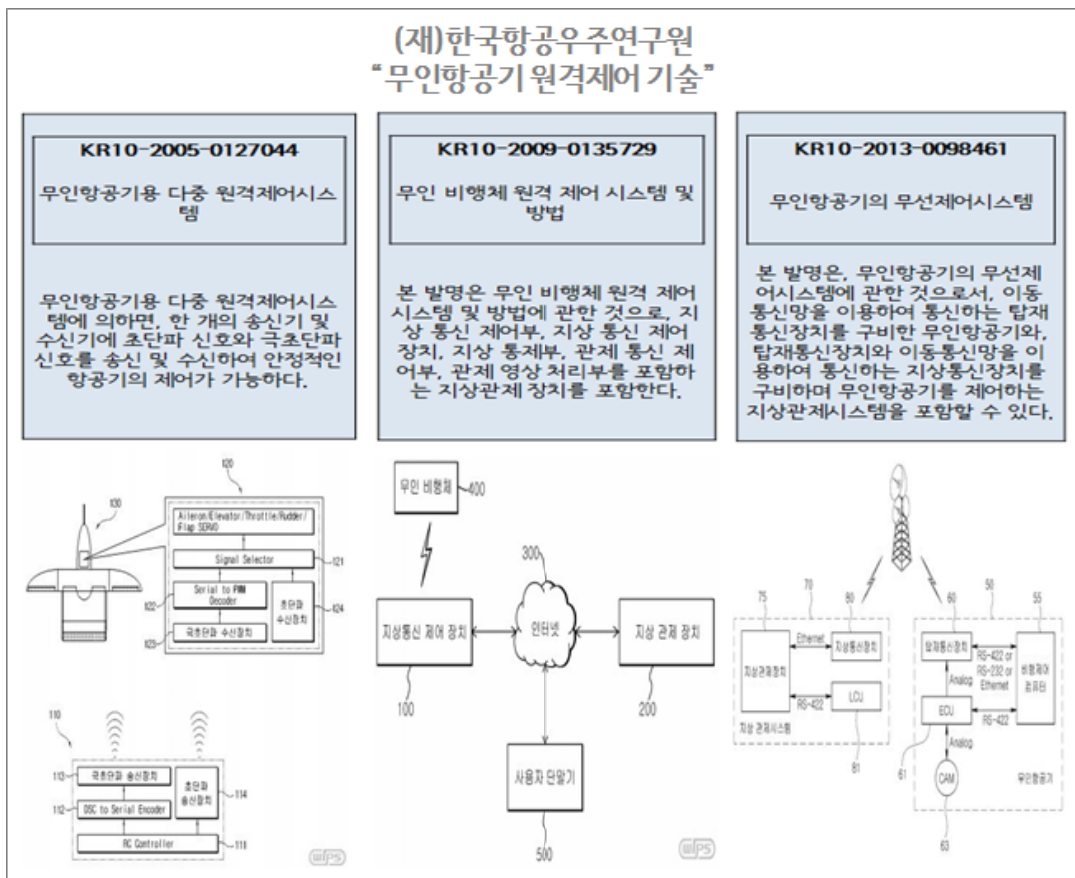 (재)한국항공우주연구원
“무인항공기 원격제어 기술”
KR10-2005-0127044
무인항공기용 다중 원격제어시스
템
무인항공기용 다중 원격제어시스
템에 의하면, 한 개의 송신기 및
수신기에 초단파 신호와 극초단파
신호를 송신 및 수신하여 안정적인
항공기의 제어가 가능하다.
KR10-2009-0135729
무인 비행체 원격 제어 시스템 및
방법
본 발명은 무인 비행체 원격 제어
시스템 및 방법에 관한 것으로, 지
상 통신 제어부, 지상 통신 제어
장치, 지상 통제부, 관제 통신 제
어부, 관제 영상 처리부를 포함하
는 지상관제 장치를 포함한다.
KR10-2013-0098461
무인항공기의 무선제어시스템
본 발명은, 무인항공기의 무선제
어시스템에 관한 것으로서, 이동
통신망을 이용하여 통신하는 탑재
통신장치를 구비한 무인항공기와,
탑재통신장치와 이동통신망을 이
용하여 통신하는 지상통신장치를
구비하며 무인항공기를 제어하는
지상관제시스템을 포함할 수 있다.
120
130
Aileron/Elevator/Throttle/Rudder/
Flap SERVO
Signal Selector
121
122
Serial to PWM
Decoder
초단파
수신장치
124
123
극초단파 수신장치
110
113
극초단파 송신장치
초단파
송신장치
114
112
DSC to Serial Encoder
RC Controller
111
wips
무인 비행체
400
300
인터넷
지상통신 제어 장치
지상 관제 장치
100
200
사용자 단말기
500
wips
75
70
80
60
50
55
지상관제장치
Ethernet
지상통신장치
RS-422
LCU
지상 관제시스템
81
탑재통신장치
RS-422 or
RS-232 or
Ethernet
비행제어
컴퓨터
Analog
ECU
RS-422
61
Analog
CAM
무인항공기
63